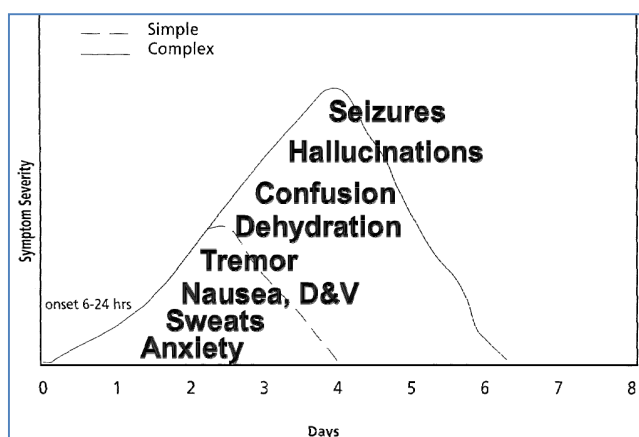 Simple
Complex
Symptom Severity
Seizures
Hallucinations
Confusion
Dehydration
Tremor
Nausea, D&V
onset 6-24 hrs
Sweats
Anxiety
0 1 2 3 4 5 6 7 8
Days